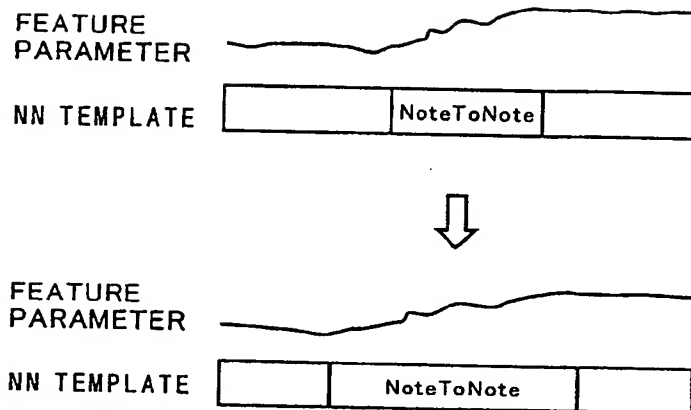 FEATURE
PARAMETER
NN TEMPLATE
NoteToNote
FEATURE
PARAMETER
NN TEMPLATE
NoteToNote